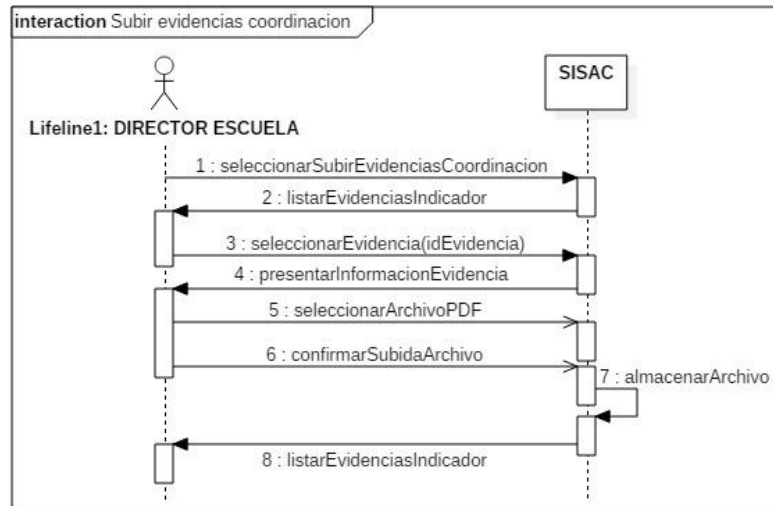 interaction Subir evidencias coordinacion
SISAC
Lifeline1: DIRECTOR ESCUELA
1 : seleccionarSubirEvidenciasCoordinacion
2 : listarEvidenciasIndicador
3 : seleccionarEvidencia(idEvidencia)
4 : presentarInformacionEvidencia
5 : seleccionarArchivoPDF
6 : confirmarSubidaArchivo
7 : almacenarArchivo
8 : listarEvidenciasIndicador